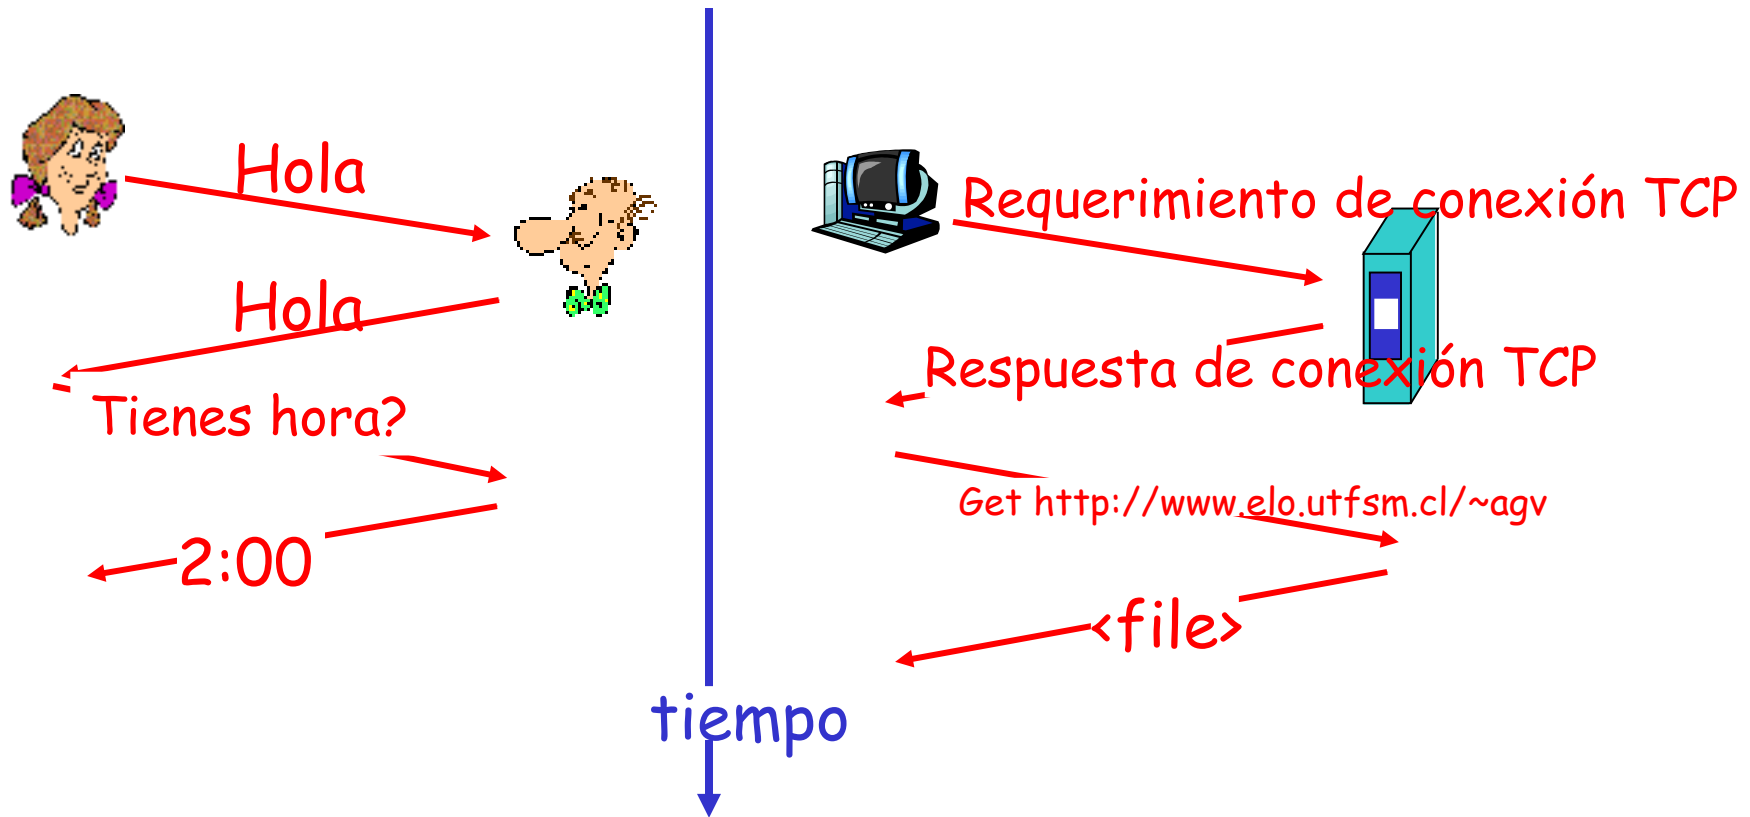 Hola
Hola
Tienes hora?
2:00
Requerimiento de conexión TCP
Respuesta de conexión TCP
Get http://www.elo.utfsm.cl/~agv
<file>
tiempo